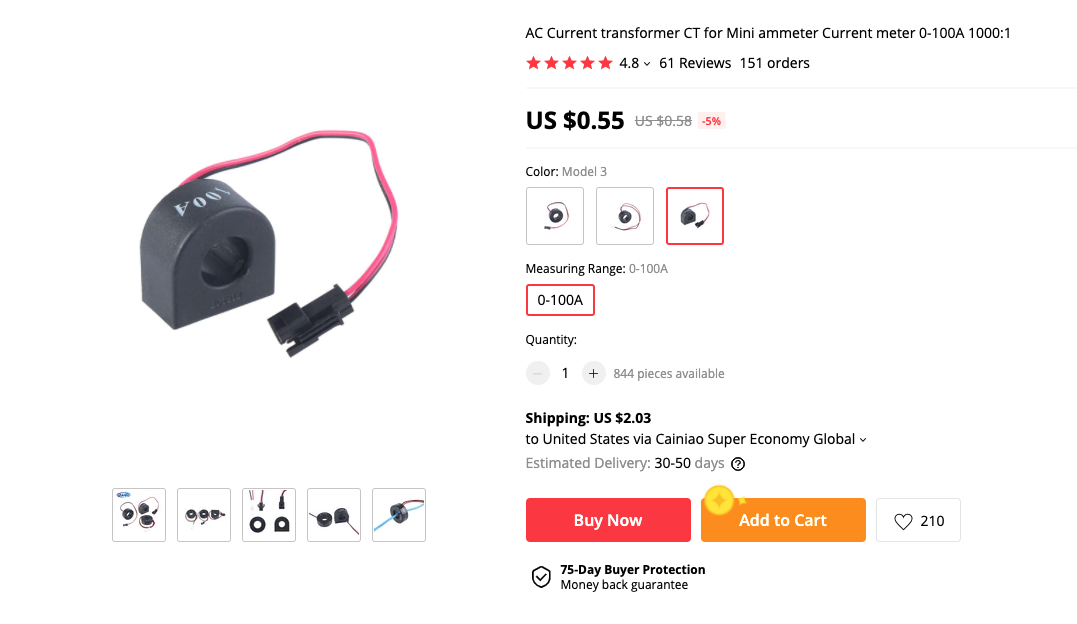 AC Current transformer CT for Mini ammeter Current meter 0-100A 1000:1
4.8 61 Reviews 151 orders
US $0.55 US $0.58 -5%
100A
Color: Model 3
Measuring Range: 0-100A
0-100A
Quantity:
1 + 844 pieces available
Shipping: US $2.03
to United States via Cainiao Super Economy Global
Estimated Delivery: 30-50 days ?
Buy Now Add to Cart 210
75-Day Buyer Protection
Money back guarantee